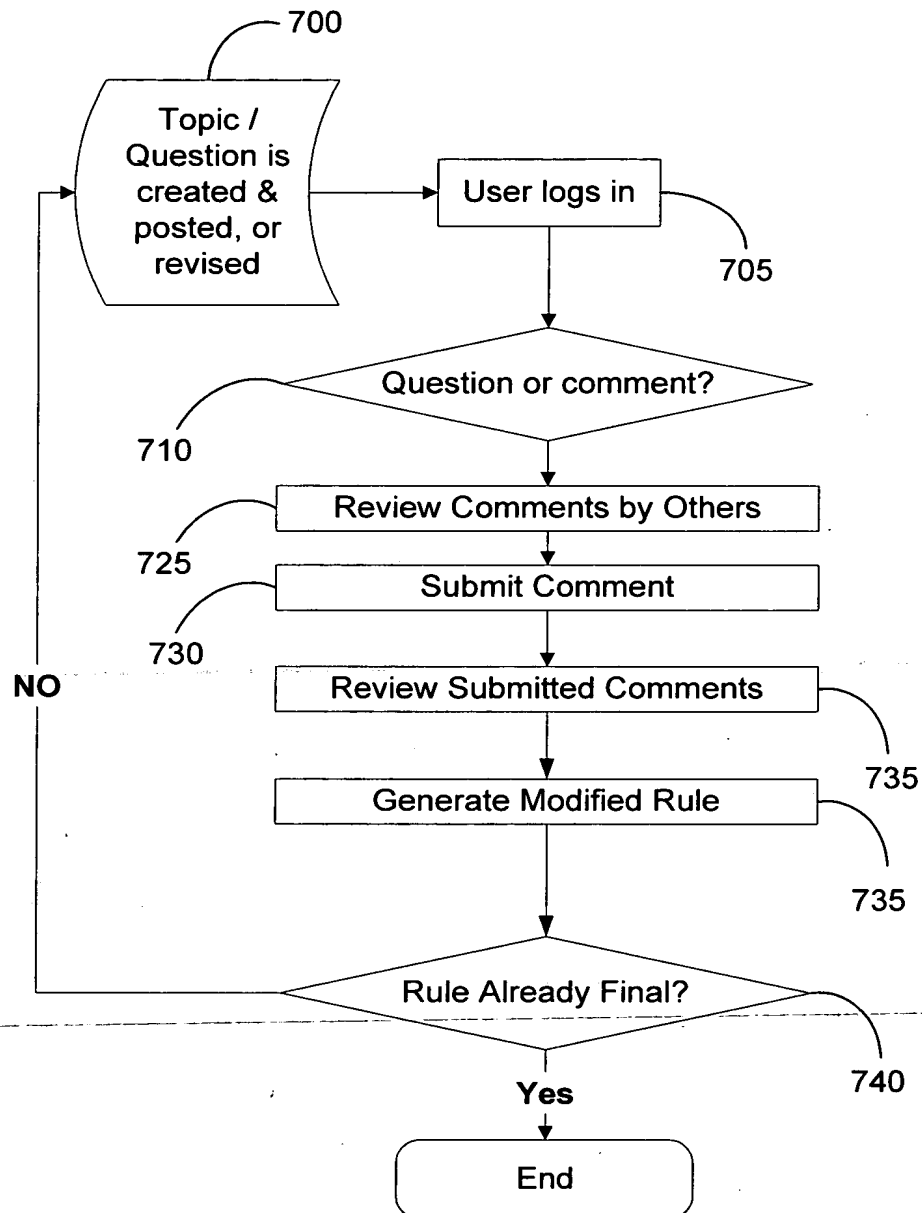 700
Topic /
Question is
created &
posted, or
revised
User logs in
705
Question or comment?
710
Review Comments by Others
725
Submit Comment
730
NO
Review Submitted Comments
735
Generate Modified Rule
735
Rule Already Final?
740
Yes
End